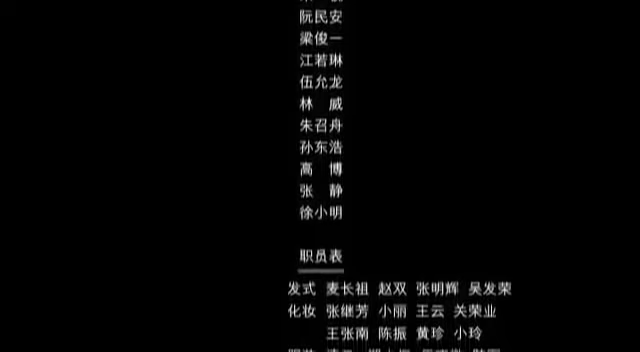 阮民安
梁俊一
江若琳
伍允龙
林 威
朱召舟
孙东浩
高 博
张 静
徐小明
职员表
发式 麦长祖 赵双 张明辉 吴发荣
化妆 张继芳 小丽 王云 关荣业
王张南 陈振 黄珍 小玲